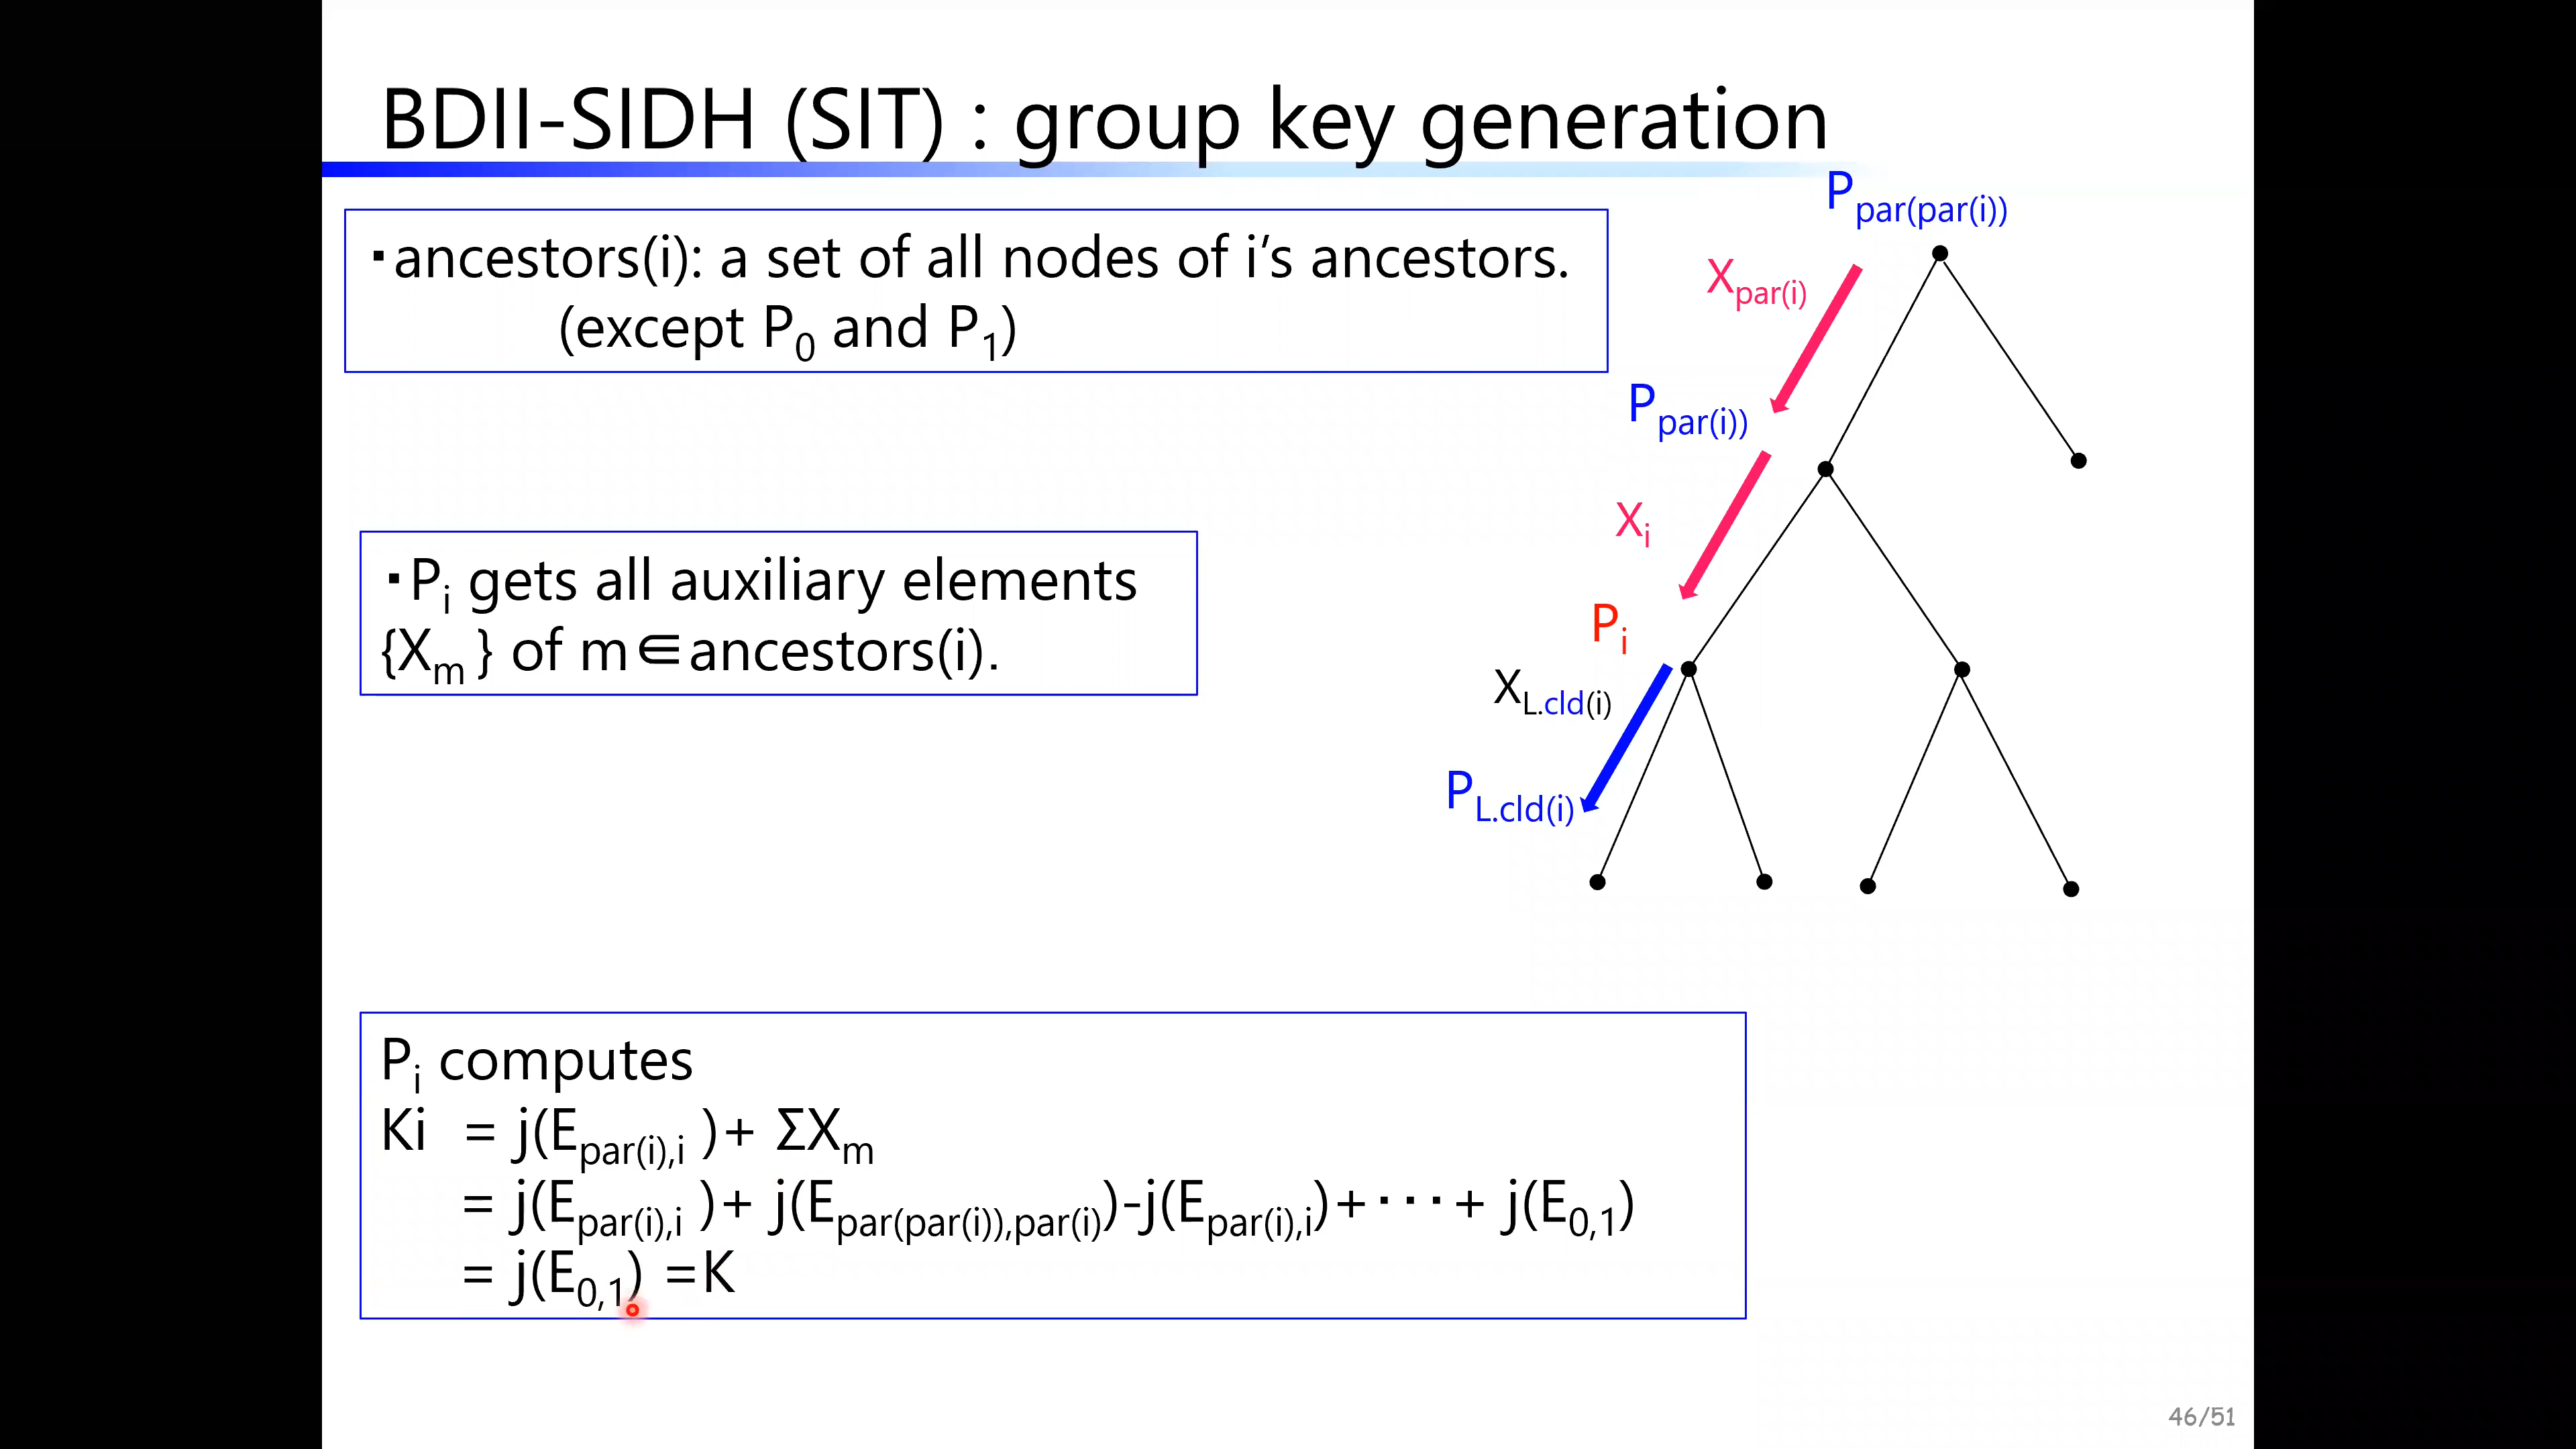 BDII-SIDH (SIT) : group key generation
・ancestors(i): a set of all nodes of i’s ancestors.
(except P0 and P1)
・Pi gets all auxiliary elements
{Xm } of m∈ancestors(i).
Pi computes
Ki = j(Epar(i),i )+ ΣXm
= j(Epar(i),i )+ j(Epar(par(i)),par(i))-j(Epar(i),i)+・・・+ j(E0,1)
= j(E0,1) =K
Ppar(par(i))
Xpar(i)
Ppar(i))
Xi
Pi
XL.cld(i)
PL.cld(i)
46/51